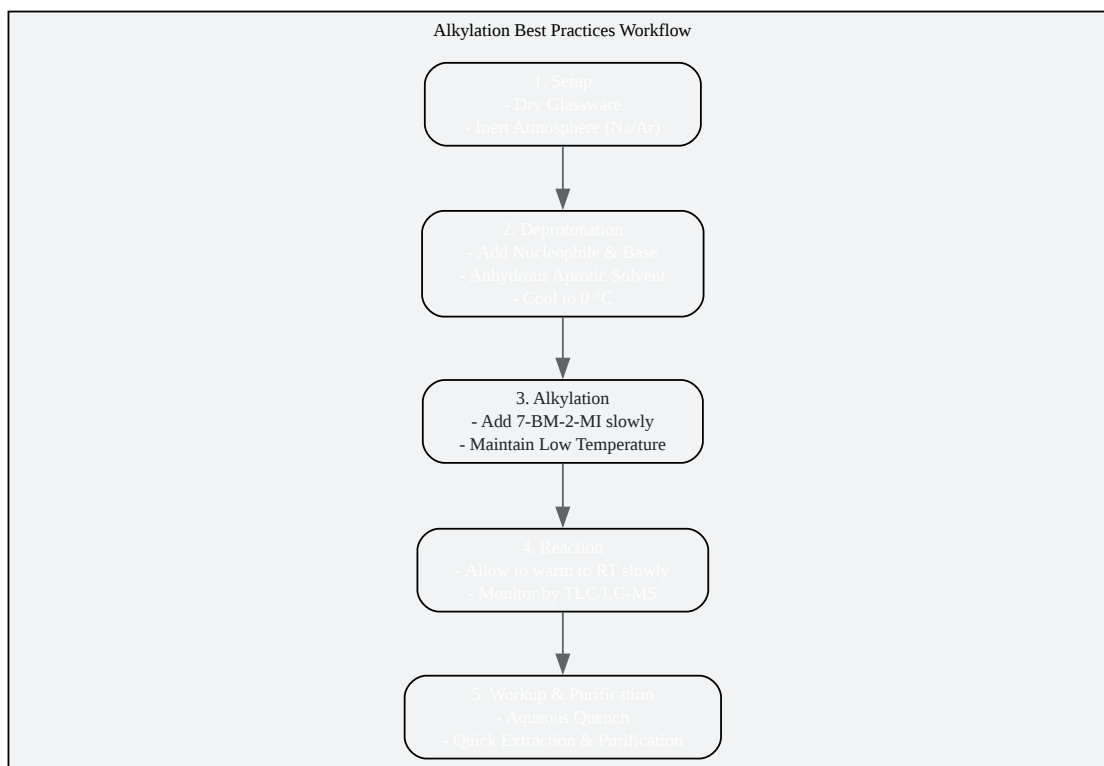 Alkylation Best Practices Workflow
1. Setup
- Dry Glassware
- Inert Atmosphere (N₂/Ar)
2. Deprotonation
- Add Nucleophile & Base
- Anhydrous Aprotic Solvent
- Cool to 0 °C
3. Alkylation
- Add 7-BM-2-MI slowly
- Maintain Low Temperature
4. Reaction
- Allow to warm to RT slowly
- Monitor by TLC/LC-MS
5. Workup & Purification
- Aqueous Quench
- Quick Extraction & Purification